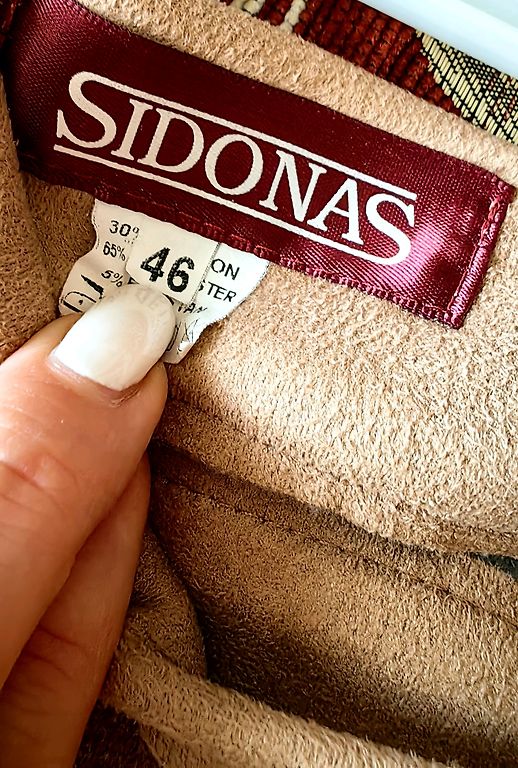 SIDONAS
46
30%
65%
5%
ON
STER